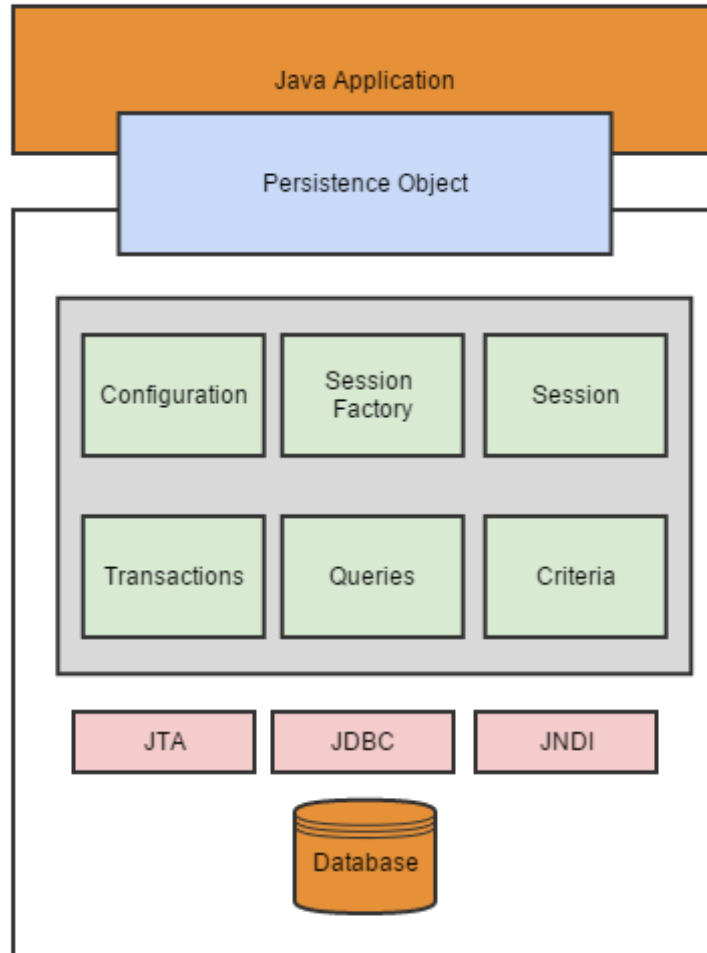 Java Application
Persistence Object
Configuration
Session
Factory
Session
Transactions
Queries
Criteria
JTA
JDBC
JNDI
Database